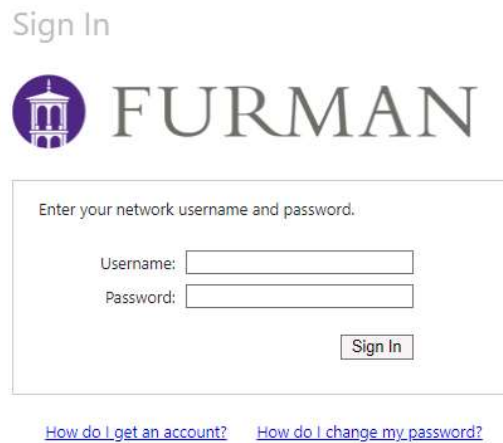 Sign In
FURMAN
Enter your network username and password.
Username:
Password:
Sign In
How do I get an account? How do I change my password?